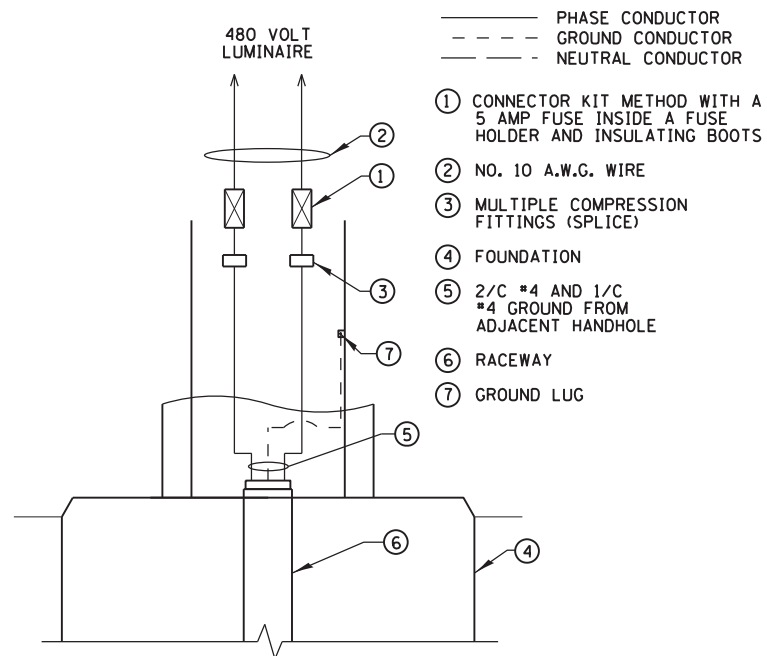 480 VOLT
LUMINAIRE
PHASE CONDUCTOR
GROUND CONDUCTOR
NEUTRAL CONDUCTOR
1 CONNECTOR KIT METHOD WITH A
5 AMP FUSE INSIDE A FUSE
HOLDER AND INSULATING BOOTS
2 NO. 10 A.W.G. WIRE
3 MULTIPLE COMPRESSION
FITTINGS (SPLICE)
4 FOUNDATION
5 2/C #4 AND 1/C
#4 GROUND FROM
ADJACENT HANDHOLE
6 RACEWAY
7 GROUND LUG
2
1
3
7
5
6
4